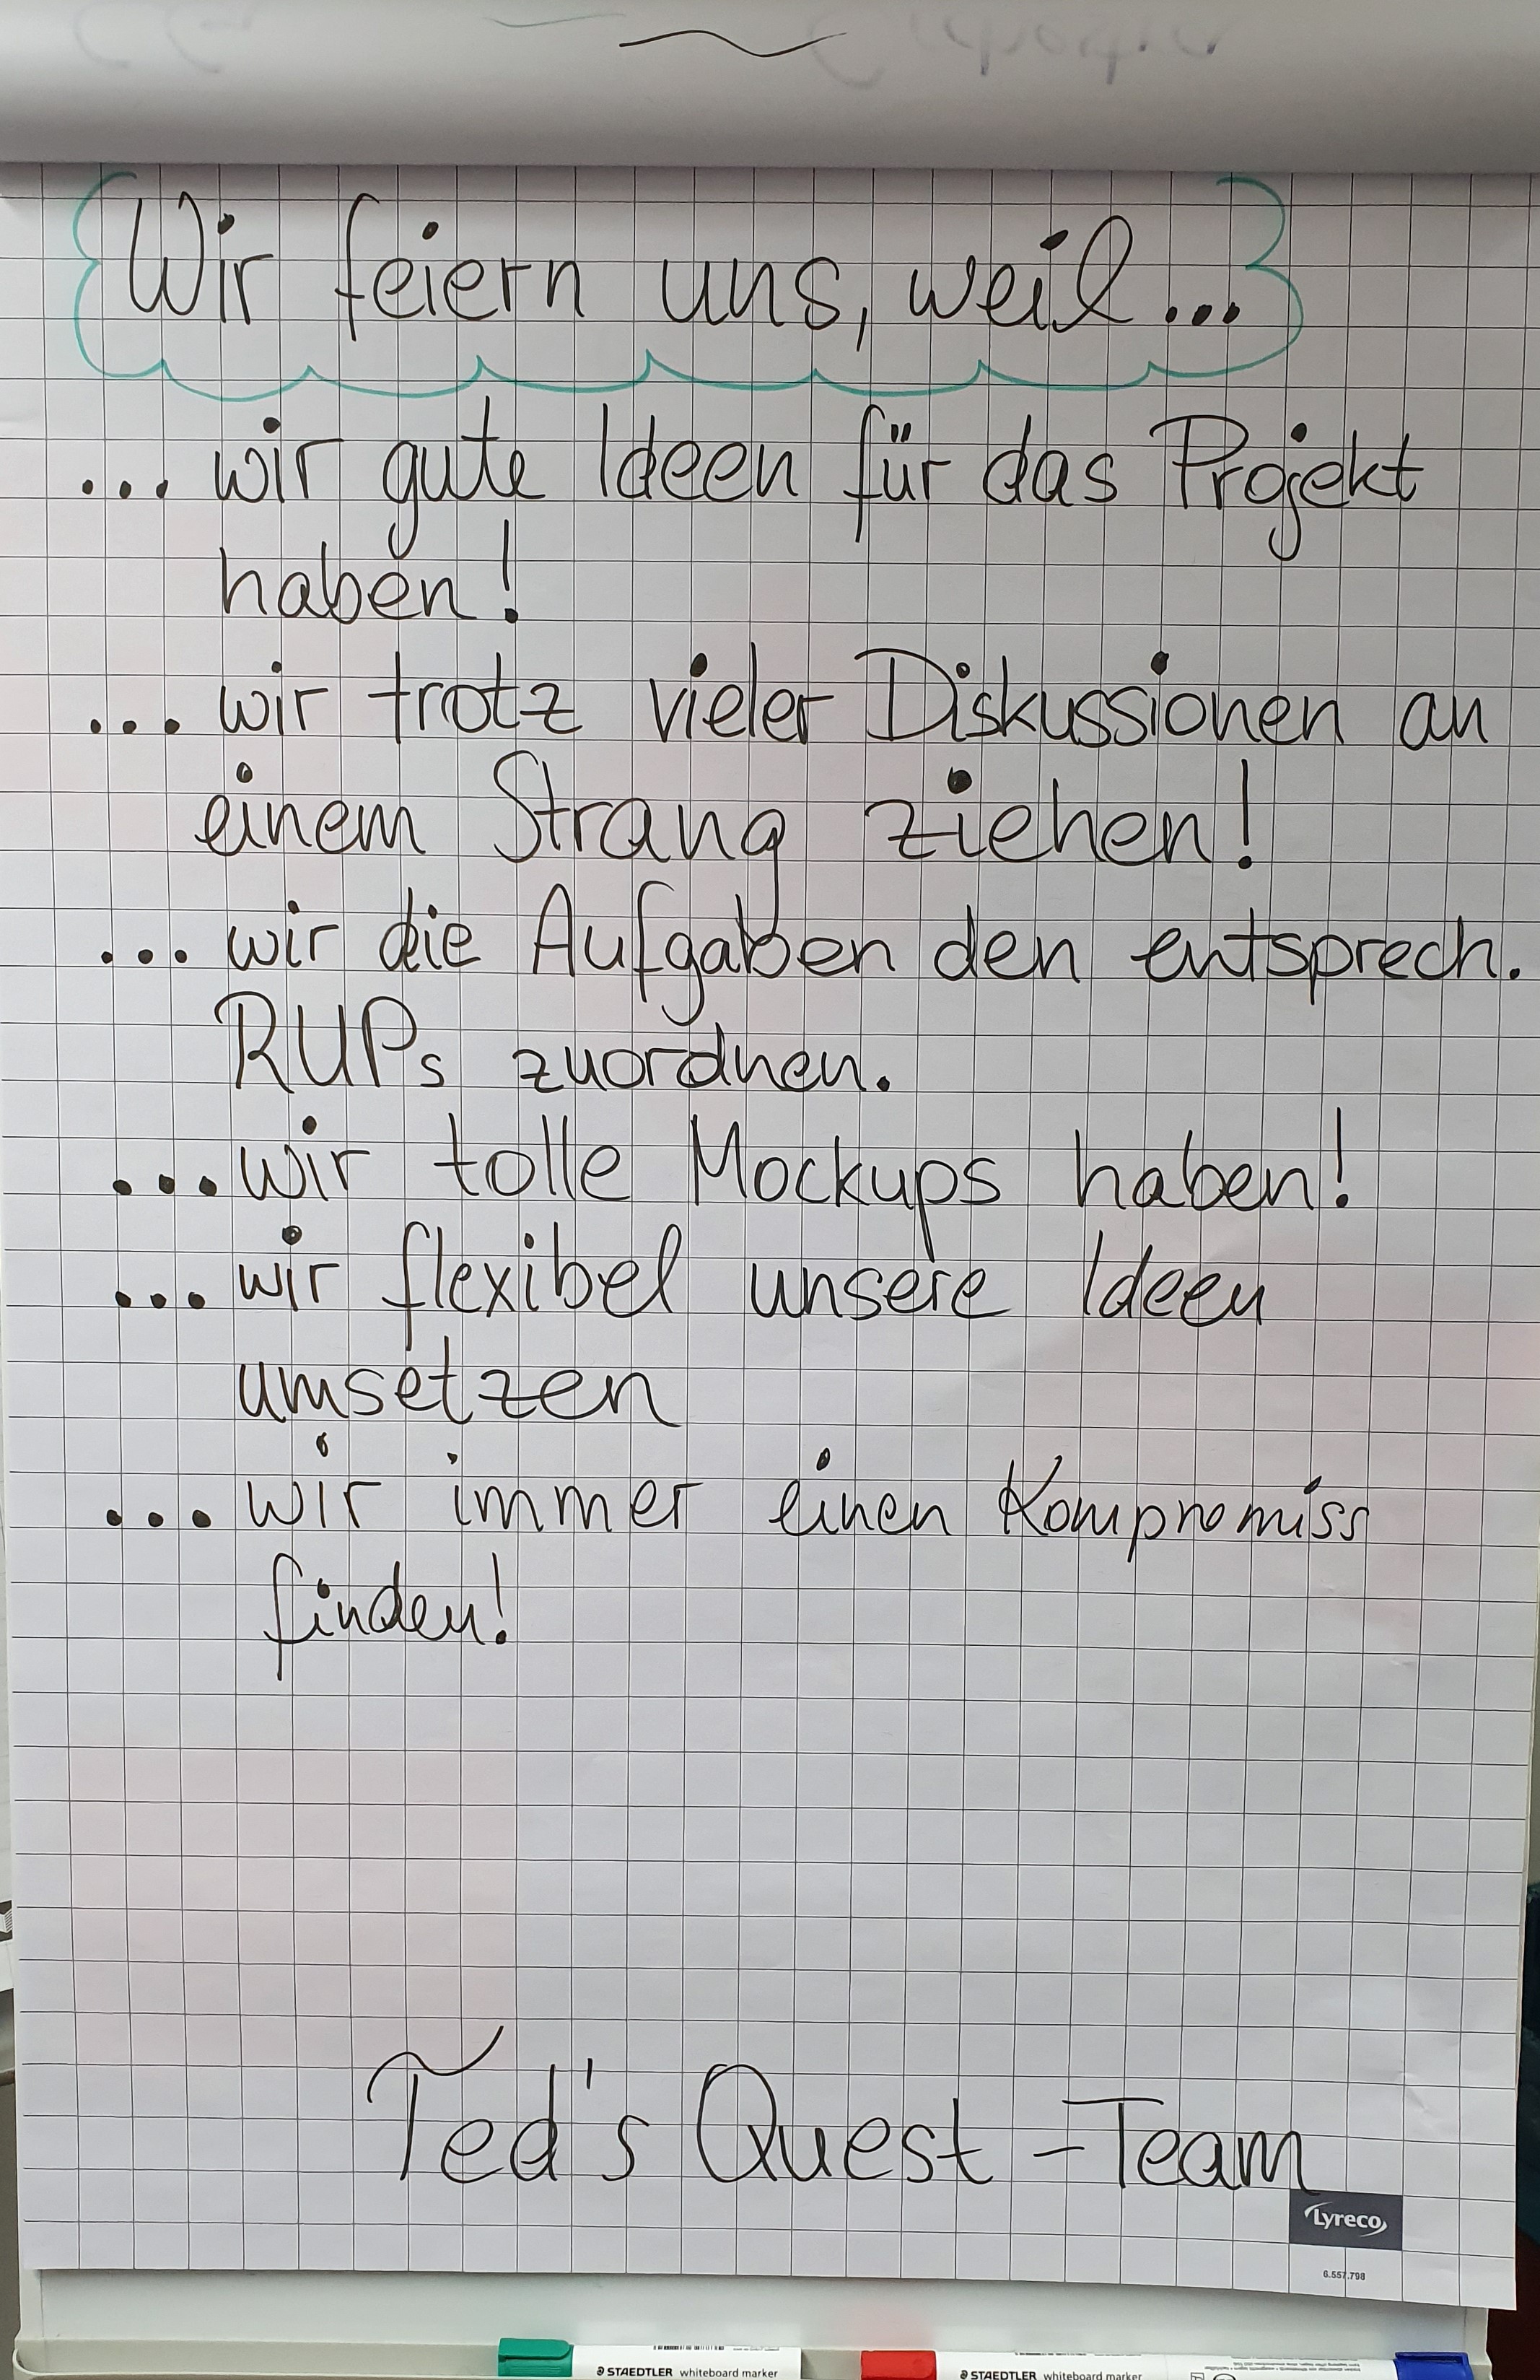 Wir feiern uns, weil...
... wir gute Ideen für das Projekt
haben!
... wir trotz vieler Diskussionen an
einem Strang ziehen!
... wir die Aufgaben den entsprech.
RUPs zuordnen.
... wir tolle Mockups haben!
... wir flexibel unsere Ideen
umsetzen
... wir immer einen Kompromiss
finden!
Ted's Quest - Team
Lyreco
6.557.798
STAEDTLER whiteboard marker
STAEDTLER whiteboard marker